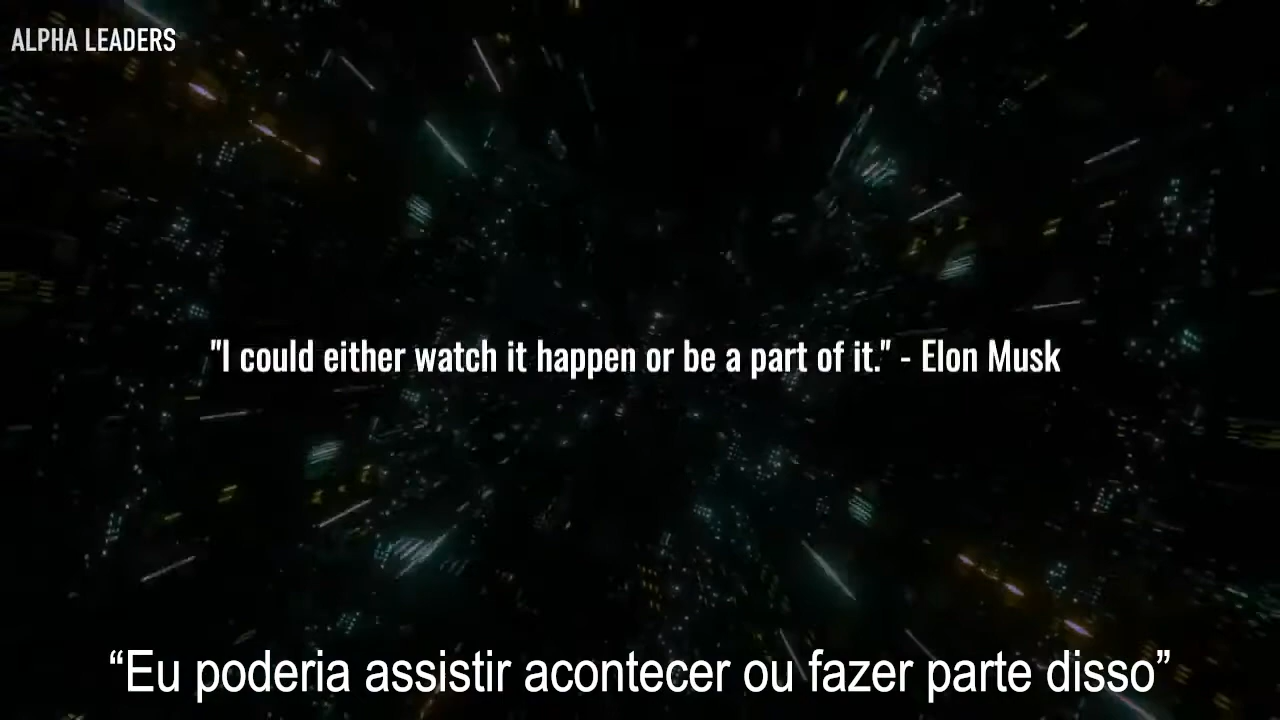 ALPHA LEADERS
"I could either watch it happen or be a part of it." - Elon Musk
“Eu poderia assistir acontecer ou fazer parte disso”